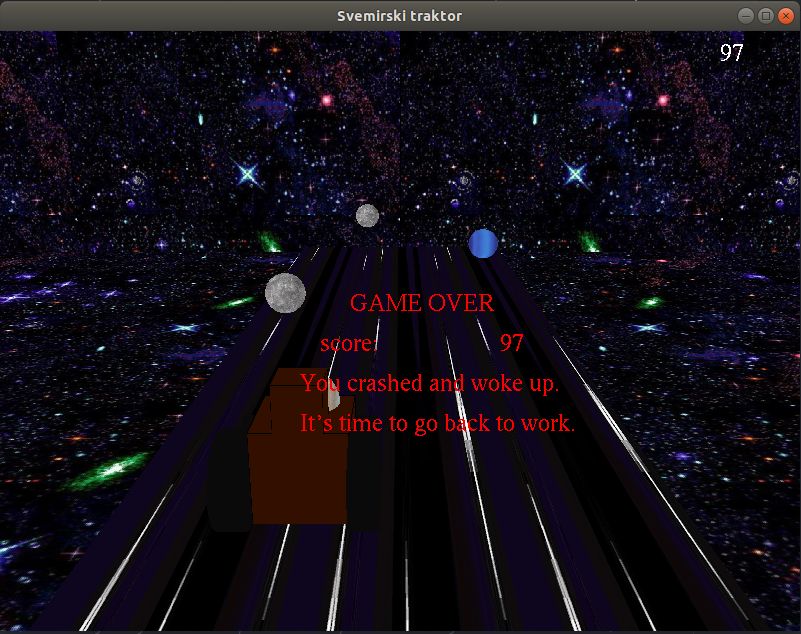 Svemirski traktor
97
GAME OVER
score: 97
You crashed and woke up.
It's time to go back to work.